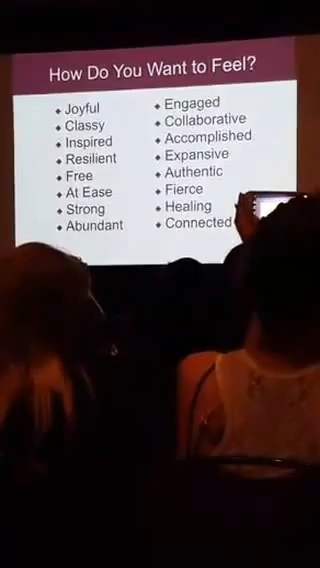 How Do You Want to Feel?
Joyful
Classy
Inspired
Resilient
Free
At Ease
Strong
Abundant
Engaged
Collaborative
Accomplished
Expansive
Authentic
Fierce
Healing
Connected